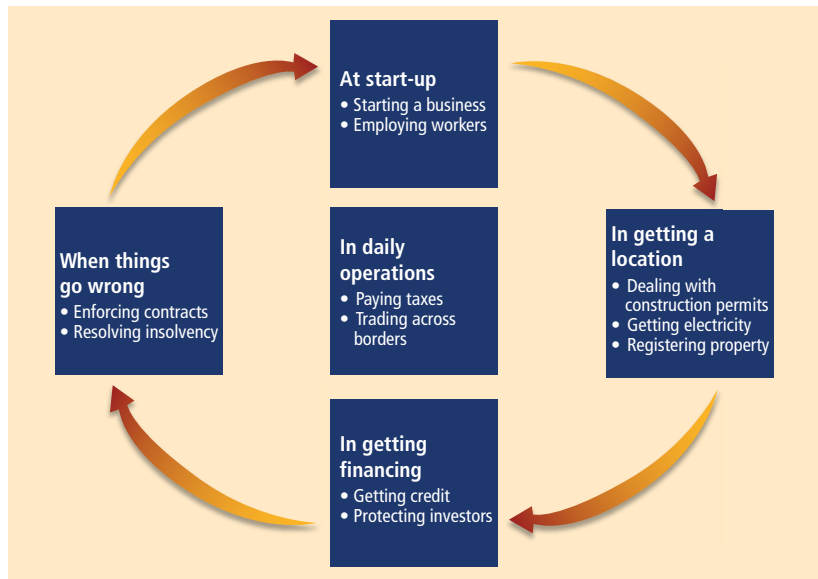 At start-up
• Starting a business
• Employing workers
When things
go wrong
• Enforcing contracts
• Resolving insolvency
In daily
operations
• Paying taxes
• Trading across
borders
In getting a
location
• Dealing with
construction permits
• Getting electricity
• Registering property
In getting
financing
• Getting credit
• Protecting investors